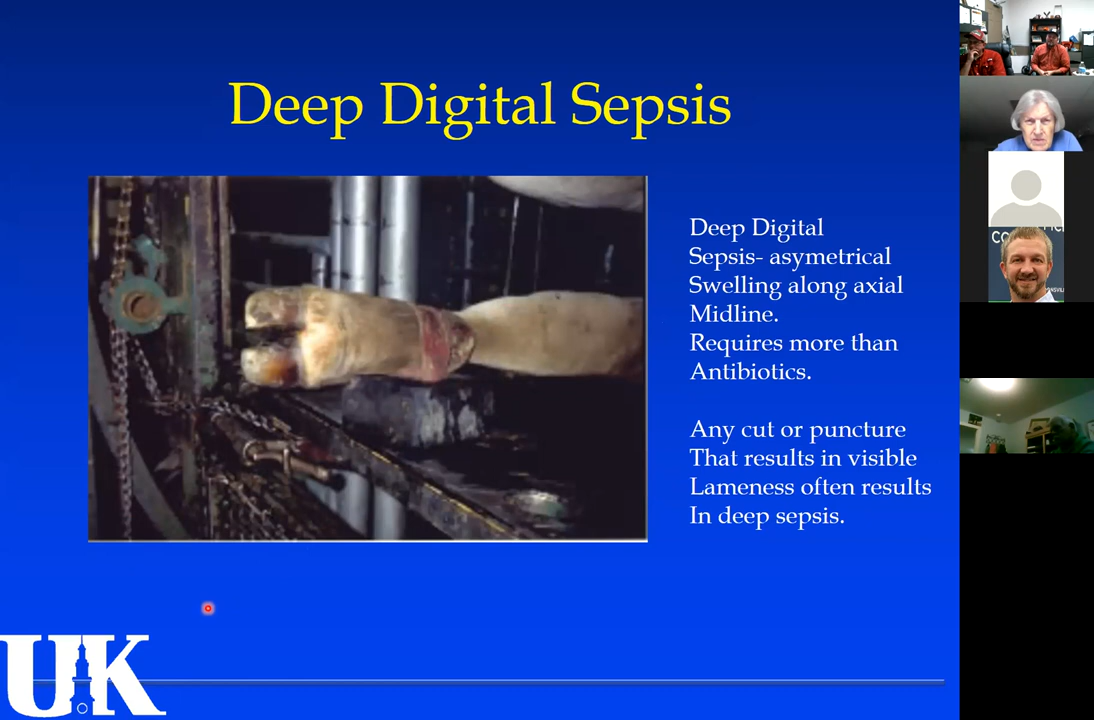 Deep Digital Sepsis
Deep Digital
Sepsis- asymetrical
Swelling along axial
Midline.
Requires more than
Antibiotics.
Any cut or puncture
That results in visible
Lameness often results
In deep sepsis.
UK